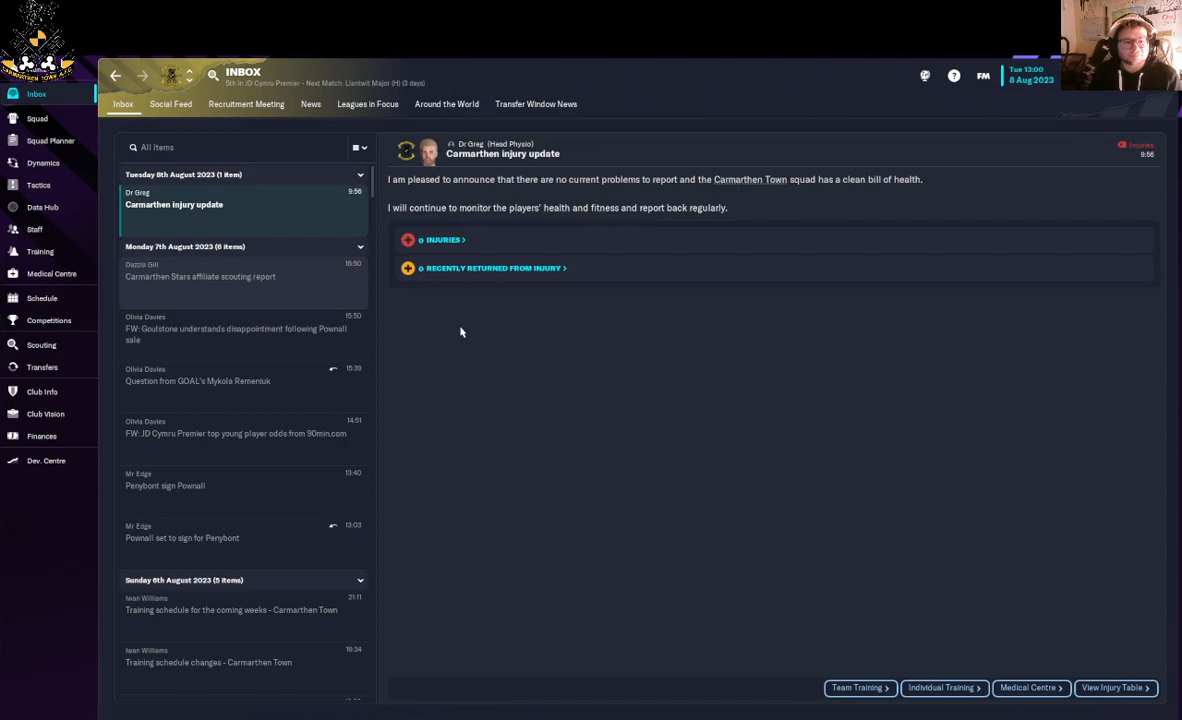 CARMARTHEN TOWN A.F.C.
INBOX
5th in JD Cymru Premier - Next Match: Llantwit Major (H) (3 days)
FM
Tue 13:00
8 Aug 2023
Inbox
Squad
Squad Planner
Dynamics
Tactics
Data Hub
Staff
Training
Medical Centre
Schedule
Competitions
Scouting
Transfers
Club Info
Club Vision
Finances
Dev. Centre
Inbox Social Feed Recruitment Meeting News Leagues in Focus Around the World Transfer Window News
All Items
Tuesday 8th August 2023 (1 item)
Dr Greg 9:56
Carmarthen injury update
Monday 7th August 2023 (6 items)
Dazzla Gill 16:50
Carmarthen Stars affiliate scouting report
Olivia Davies 15:50
FW: Goulstone understands disappointment following Pownall
sale
Olivia Davies 15:39
Question from GOAL's Mykola Remeniuk
Olivia Davies 14:51
FW: JD Cymru Premier top young player odds from 90min.com
Mr Edge 13:40
Penybont sign Pownall
Mr Edge 13:03
Pownall set to sign for Penybont
Sunday 6th August 2023 (5 items)
Iwan Williams 21:11
Training schedule for the coming weeks - Carmarthen Town
Iwan Williams 19:34
Training schedule changes - Carmarthen Town
Dr Greg (Head Physio)
Carmarthen injury update
Injuries
9:56
I am pleased to announce that there are no current problems to report and the Carmarthen Town squad has a clean bill of health.
I will continue to monitor the players' health and fitness and report back regularly.
0 INJURIES >
0 RECENTLY RETURNED FROM INJURY >
Team Training > Individual Training > Medical Centre > View Injury Table >